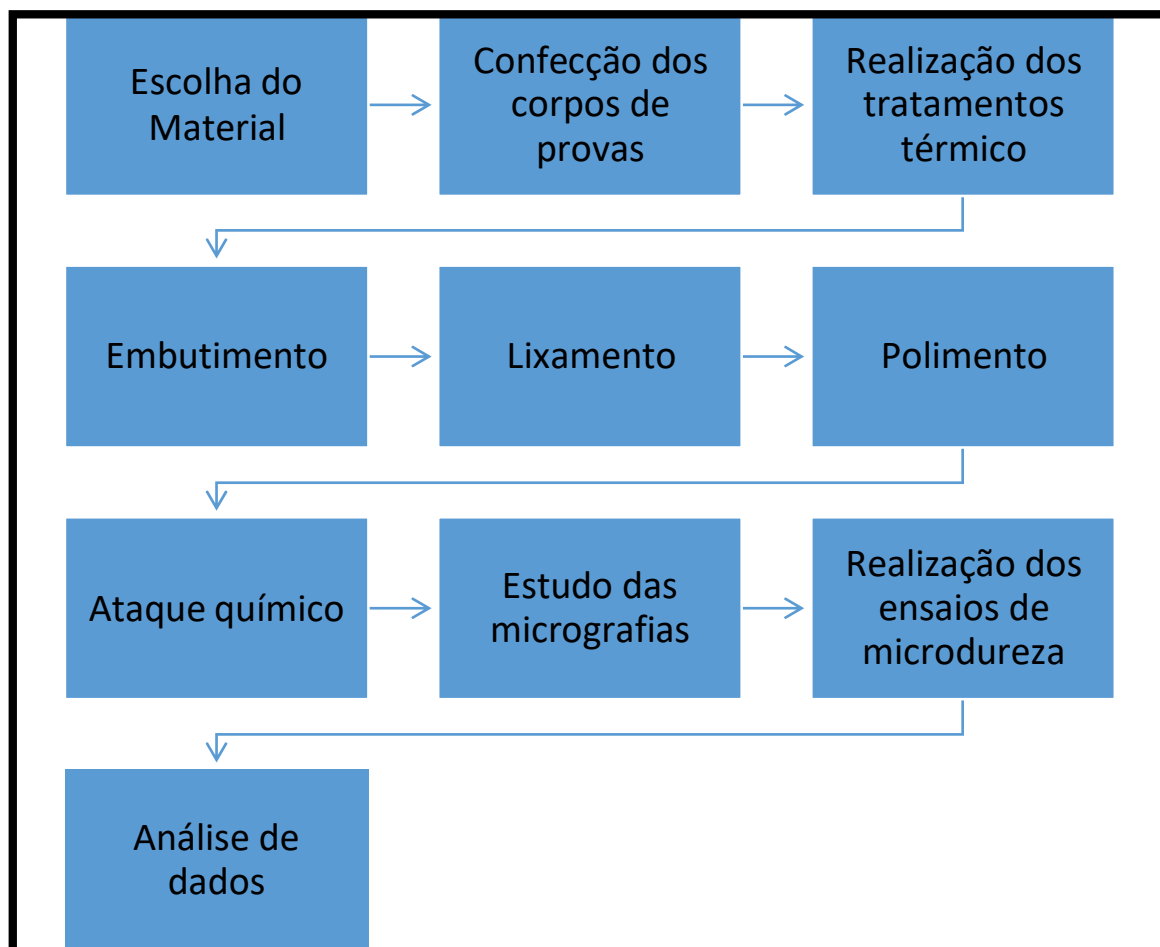 Escolha do
Material
Confecção dos
corpos de
provas
Realização dos
tratamentos
térmico
Embutimento
Lixamento
Polimento
Ataque químico
Estudo das
micrografias
Realização dos
ensaios de
microdureza
Análise de
dados